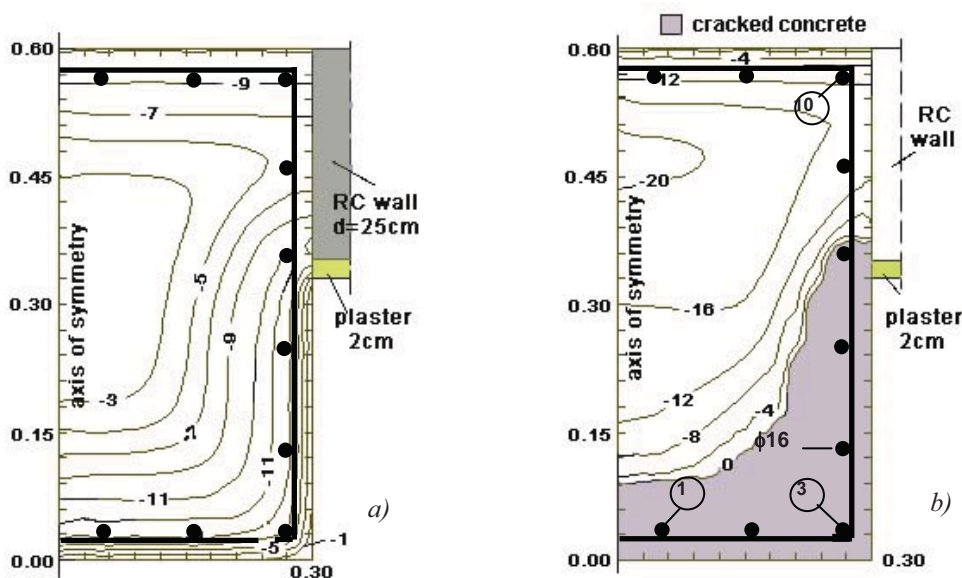 cracked concrete
0.60
-9
-7
0.45
RC wall
d=25cm
-5
axis of symmetry
0.30
plaster
2cm
-9
-3
0.15
-11
-11
a)
-5
-1
0.00
0.30
0.60
-4
-12
10
RC
wall
0.45
-20
axis of symmetry
0.30
-16
plaster
2cm
-12
-8
-4
0.15
ϕ16
0
1
3
b)
0.00
0.30